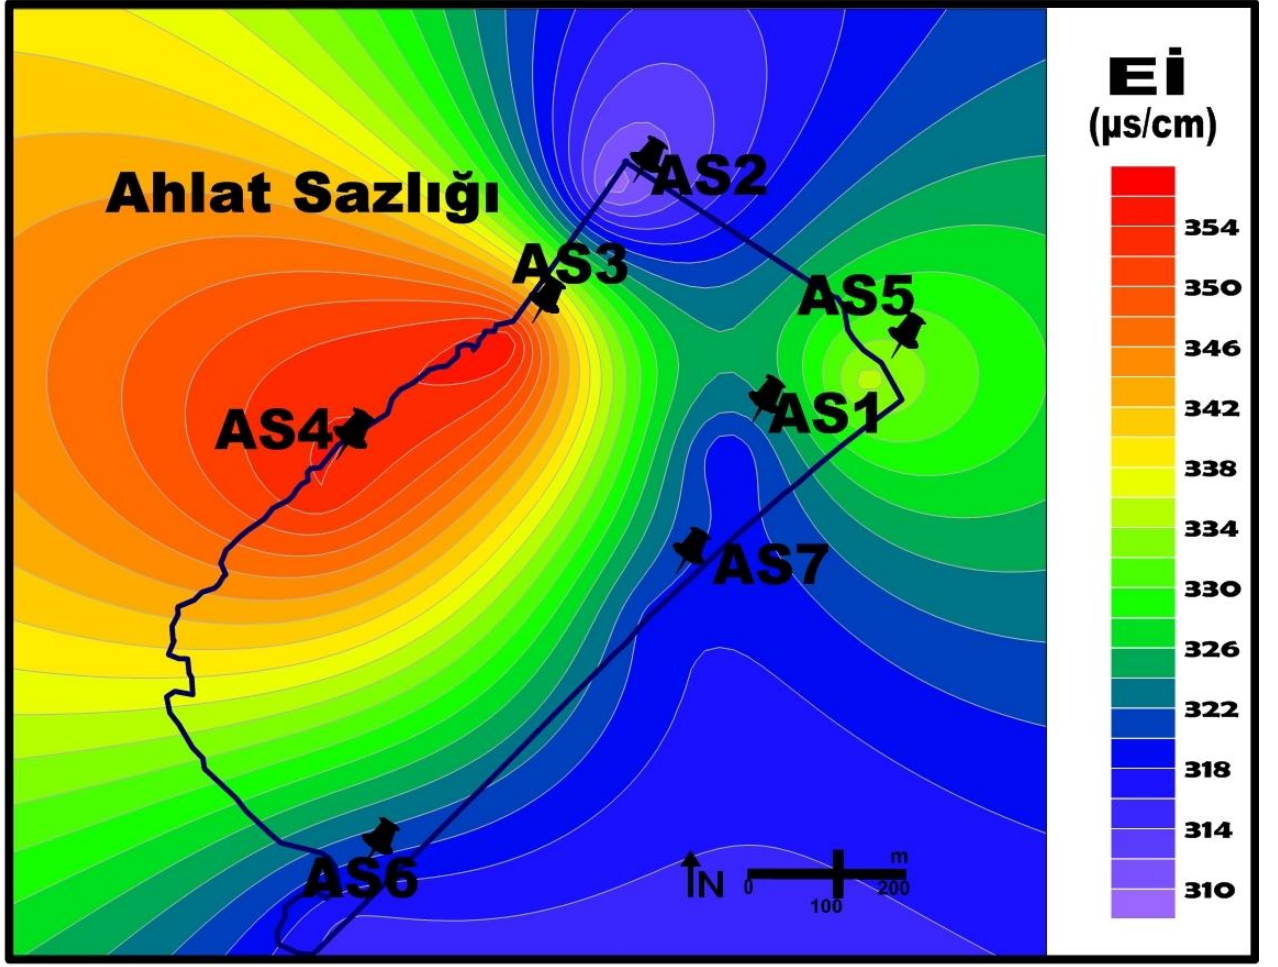 Eİ
(µs/cm)
Ahlat Sazlığı
AS2
AS3
AS5
AS4
AS1
AS7
AS6
N
m
0
100
200
354
350
346
342
338
334
330
326
322
318
314
310